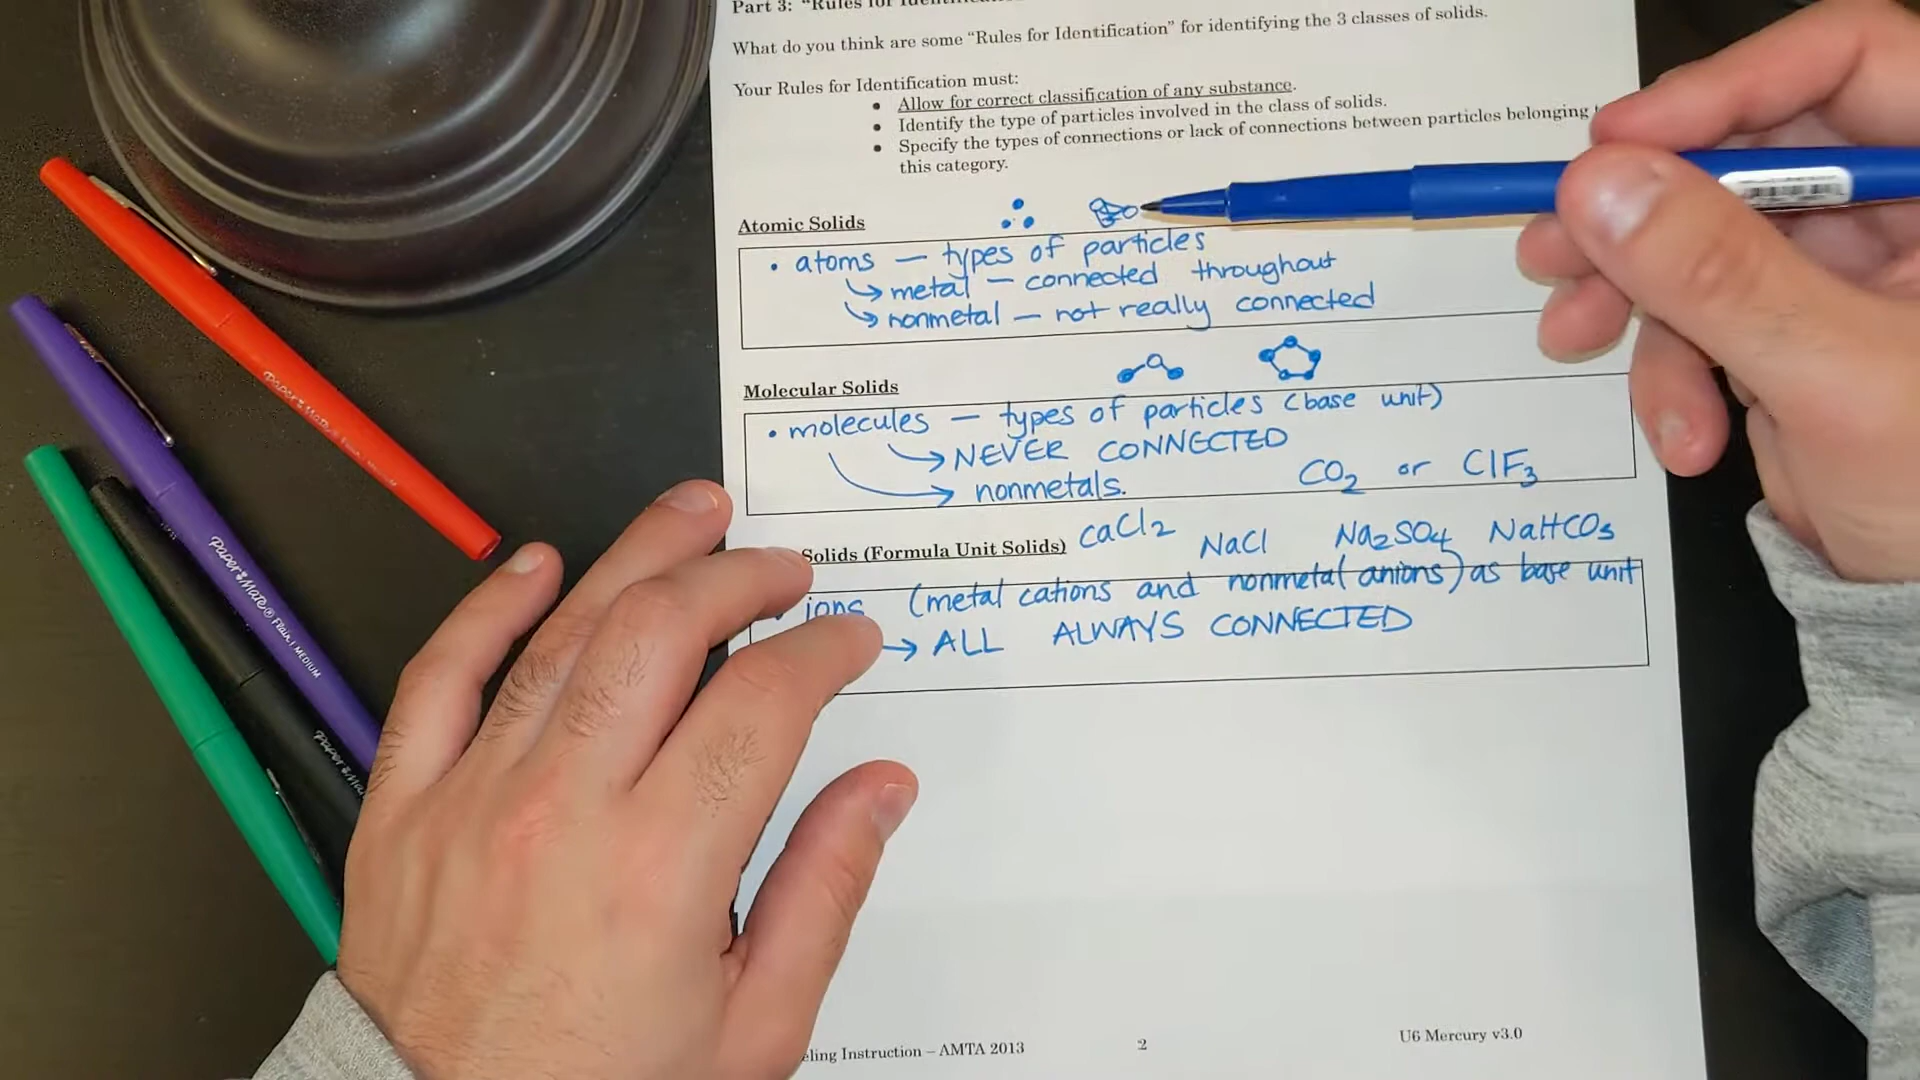 Part 3: "Rules for
What do you think are some "Rules for Identification" for identifying the 3 classes of solids.
Your Rules for Identification must:
• Allow for correct classification of any substance.
• Identify the type of particles involved in the class of solids.
• Specify the types of connections or lack of connections between particles belonging
this category.
Atomic Solids
• atoms — types of particles
↳ metal — connected throughout
↳ nonmetal — not really connected
Molecular Solids
• molecules — types of particles (base unit)
→ NEVER CONNECTED
→ nonmetals. CO2 or ClF3
Solids (Formula Unit Solids) CaCl2 NaCl Na2SO4 NaHCO3
• ions (metal cations and nonmetal anions) as base unit
→ ALL ALWAYS CONNECTED
eling Instruction – AMTA 2013 2 U6 Mercury v3.0
Paper Mate
Paper Mate® Flair | MEDIUM
Paper Mate